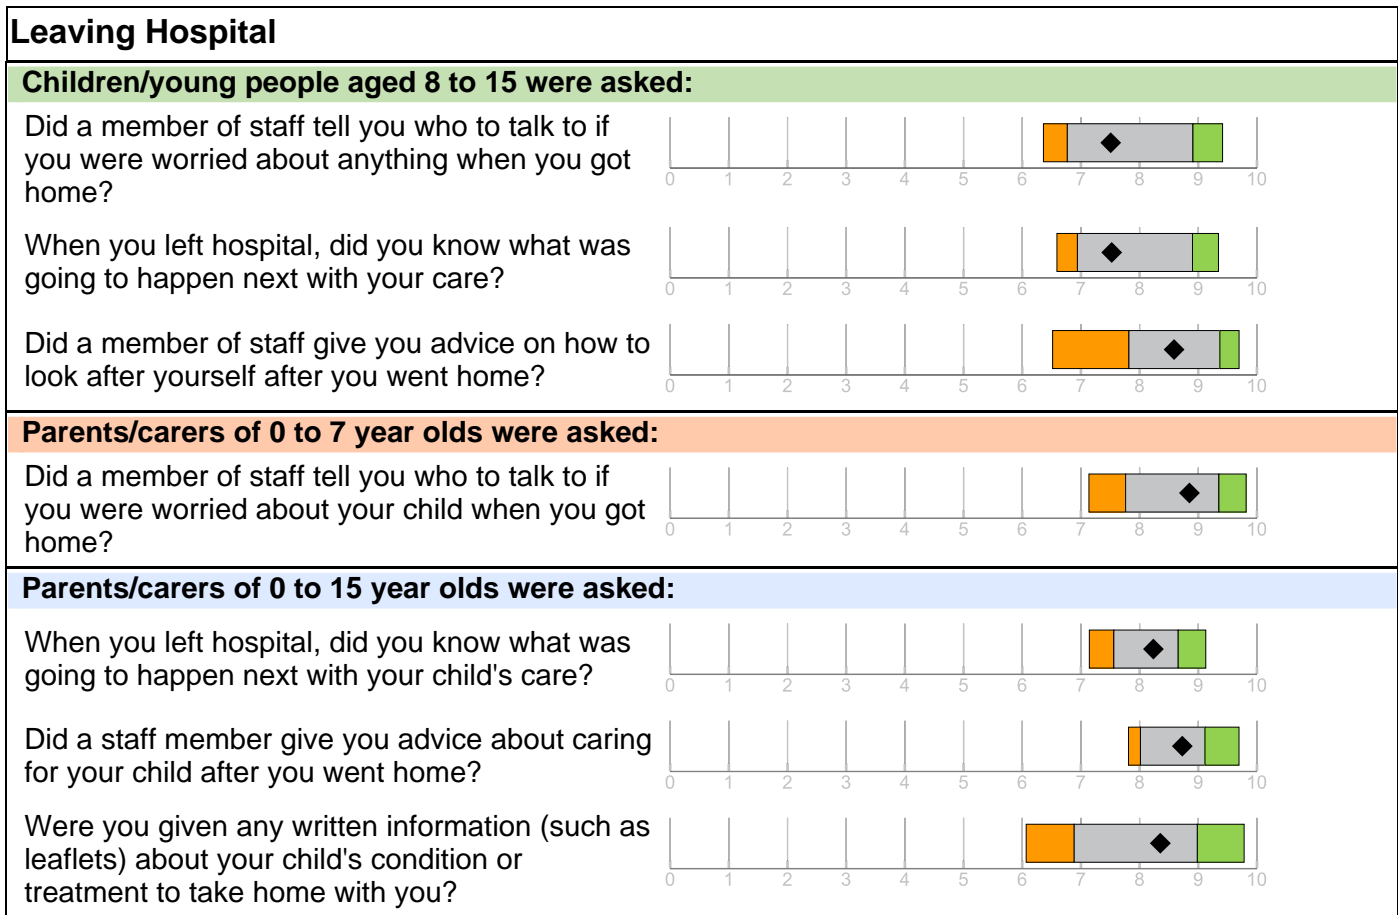 Leaving Hospital
Children/young people aged 8 to 15 were asked:
Did a member of staff tell you who to talk to if
you were worried about anything when you got
home?
0 1 2 3 4 5 6 7 8 9 10
When you left hospital, did you know what was
going to happen next with your care?
0 1 2 3 4 5 6 7 8 9 10
Did a member of staff give you advice on how to
look after yourself after you went home?
0 1 2 3 4 5 6 7 8 9 10
Parents/carers of 0 to 7 year olds were asked:
Did a member of staff tell you who to talk to if
you were worried about your child when you got
home?
0 1 2 3 4 5 6 7 8 9 10
Parents/carers of 0 to 15 year olds were asked:
When you left hospital, did you know what was
going to happen next with your child's care?
0 1 2 3 4 5 6 7 8 9 10
Did a staff member give you advice about caring
for your child after you went home?
0 1 2 3 4 5 6 7 8 9 10
Were you given any written information (such as
leaflets) about your child's condition or
treatment to take home with you?
0 1 2 3 4 5 6 7 8 9 10